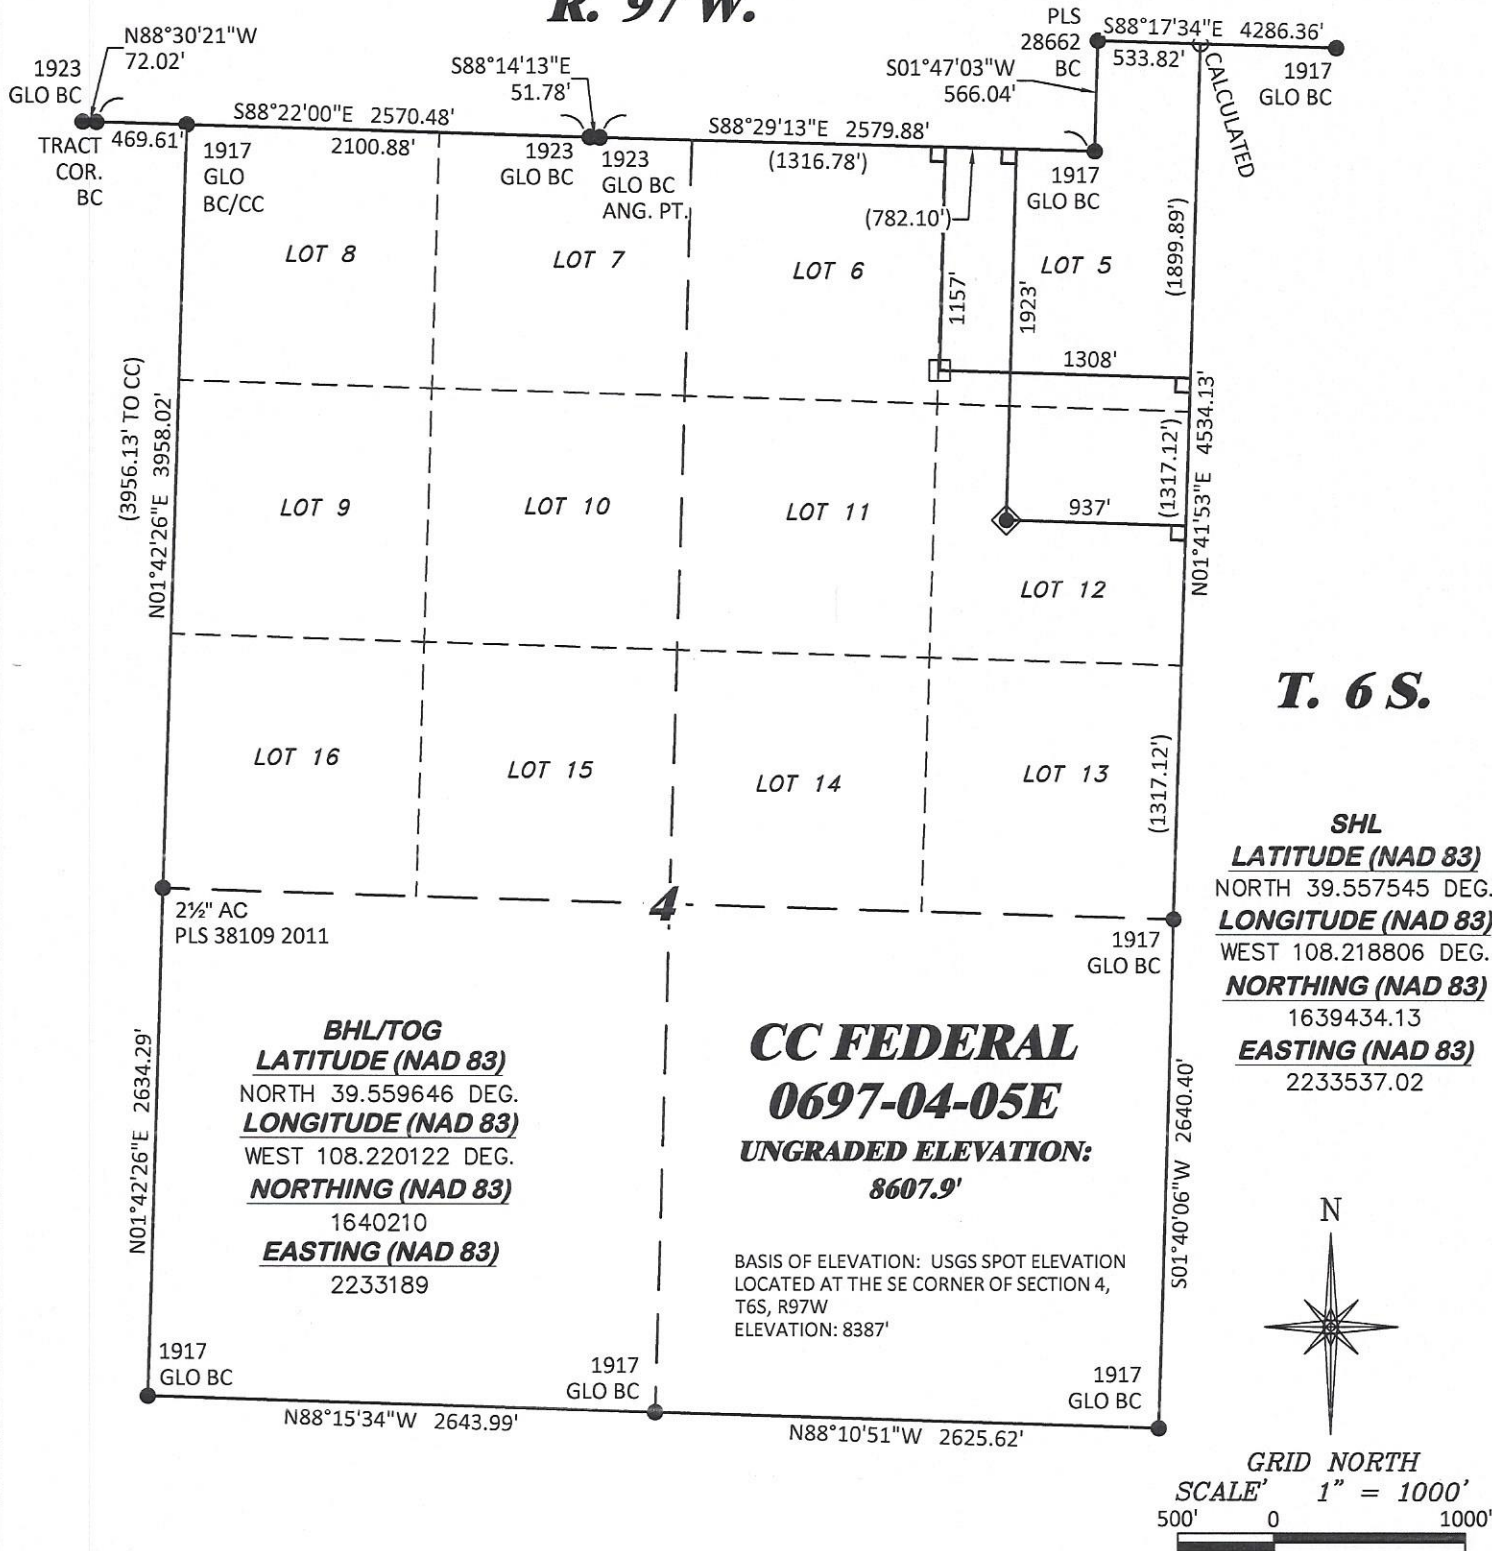 R. 97 W.
N88°30'21"W
72.02'
1923
GLO BC
TRACT
COR.
BC
469.61'
S88°22'00"E 2570.48'
2100.88'
1917
GLO
BC/CC
S88°14'13"E
51.78'
1923
GLO BC
1923
GLO BC
ANG. PT.
S88°29'13"E 2579.88'
(1316.78')
(782.10')
S01°47'03"W
566.04'
PLS
28662
BC
S88°17'34"E 4286.36'
533.82'
CALCULATED
1917
GLO BC
1917
GLO BC
LOT 8
LOT 7
LOT 6
LOT 5
1157'
1923'
(1899.89')
1308'
(3956.13' TO CC)
N01°42'26"E 3958.02'
LOT 9
LOT 10
LOT 11
937'
(1317.12')
N01°41'53"E 4534.13'
LOT 12
LOT 16
LOT 15
LOT 14
LOT 13
(1317.12')
T. 6 S.
SHL
LATITUDE (NAD 83)
NORTH 39.557545 DEG.
LONGITUDE (NAD 83)
WEST 108.218806 DEG.
NORTHING (NAD 83)
1639434.13
EASTING (NAD 83)
2233537.02
2½" AC
PLS 38109 2011
4
1917
GLO BC
N01°42'26"E 2634.29'
BHL/TOG
LATITUDE (NAD 83)
NORTH 39.559646 DEG.
LONGITUDE (NAD 83)
WEST 108.220122 DEG.
NORTHING (NAD 83)
1640210
EASTING (NAD 83)
2233189
CC FEDERAL
0697-04-05E
UNGRADED ELEVATION:
8607.9'
BASIS OF ELEVATION: USGS SPOT ELEVATION
LOCATED AT THE SE CORNER OF SECTION 4,
T6S, R97W
ELEVATION: 8387'
S01°40'06"W 2640.40'
1917
GLO BC
1917
GLO BC
1917
GLO BC
N88°15'34"W 2643.99'
N88°10'51"W 2625.62'
N
GRID NORTH
SCALE' 1" = 1000'
500' 0 1000'